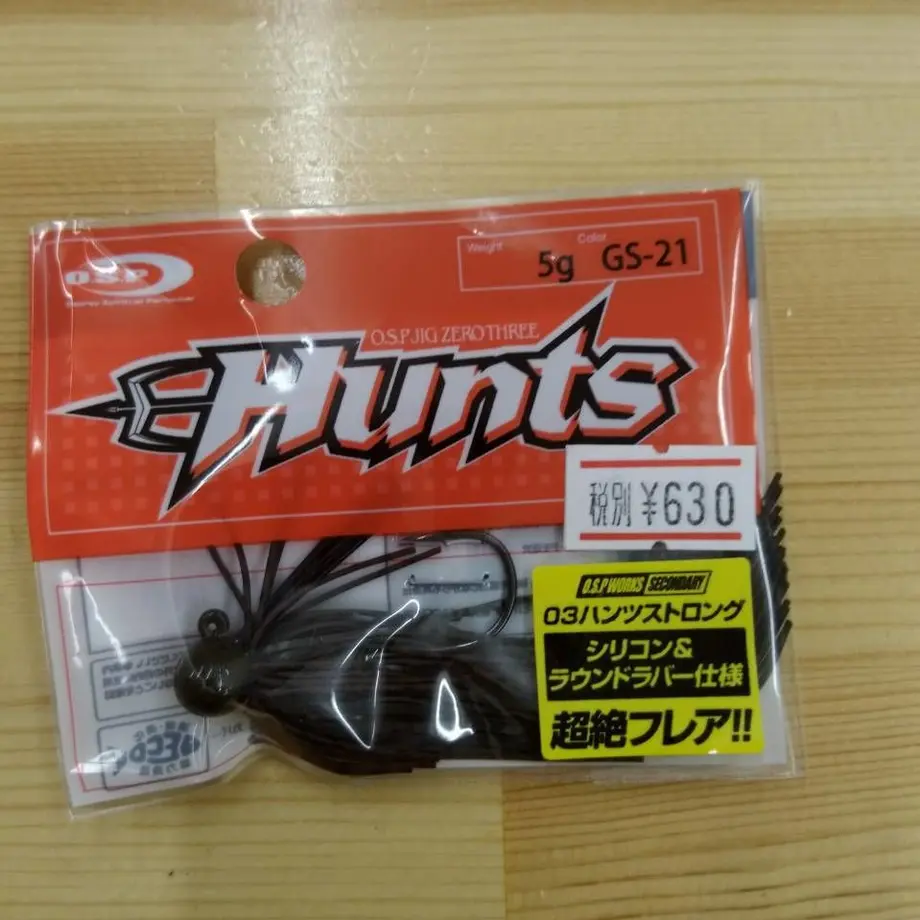 O.S.P
Weight
Color
5g GS-21
O.S.P JIG ZERO THREE
Hunts
税別 ¥630
O.S.P WORKS SECONDARY
03ハンツストロング
シリコン&
ラウンドラバー仕様
超絶フレア!!